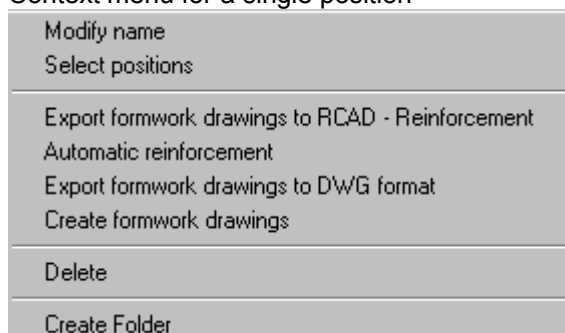 Context menu for a single position
Modify name
Select positions
Export formwork drawings to RCAD - Reinforcement
Automatic reinforcement
Export formwork drawings to DWG format
Create formwork drawings
Delete
Create Folder